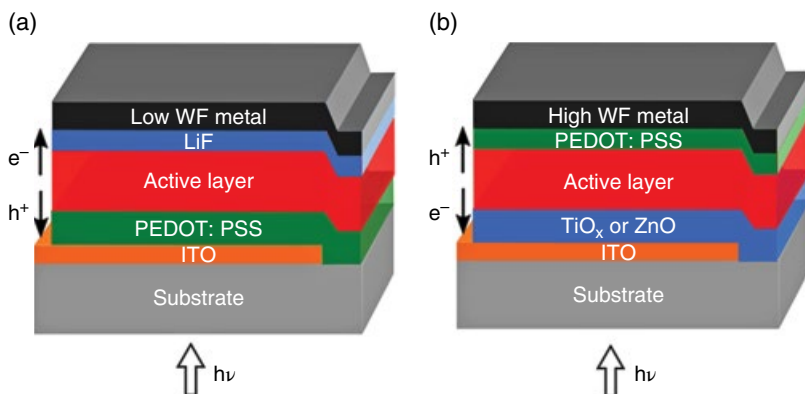 (a)
Low WF metal
LiF
e⁻
Active layer
h⁺
PEDOT: PSS
ITO
Substrate
hν
(b)
High WF metal
PEDOT: PSS
h⁺
Active layer
e⁻
TiOₓ or ZnO
ITO
Substrate
hν